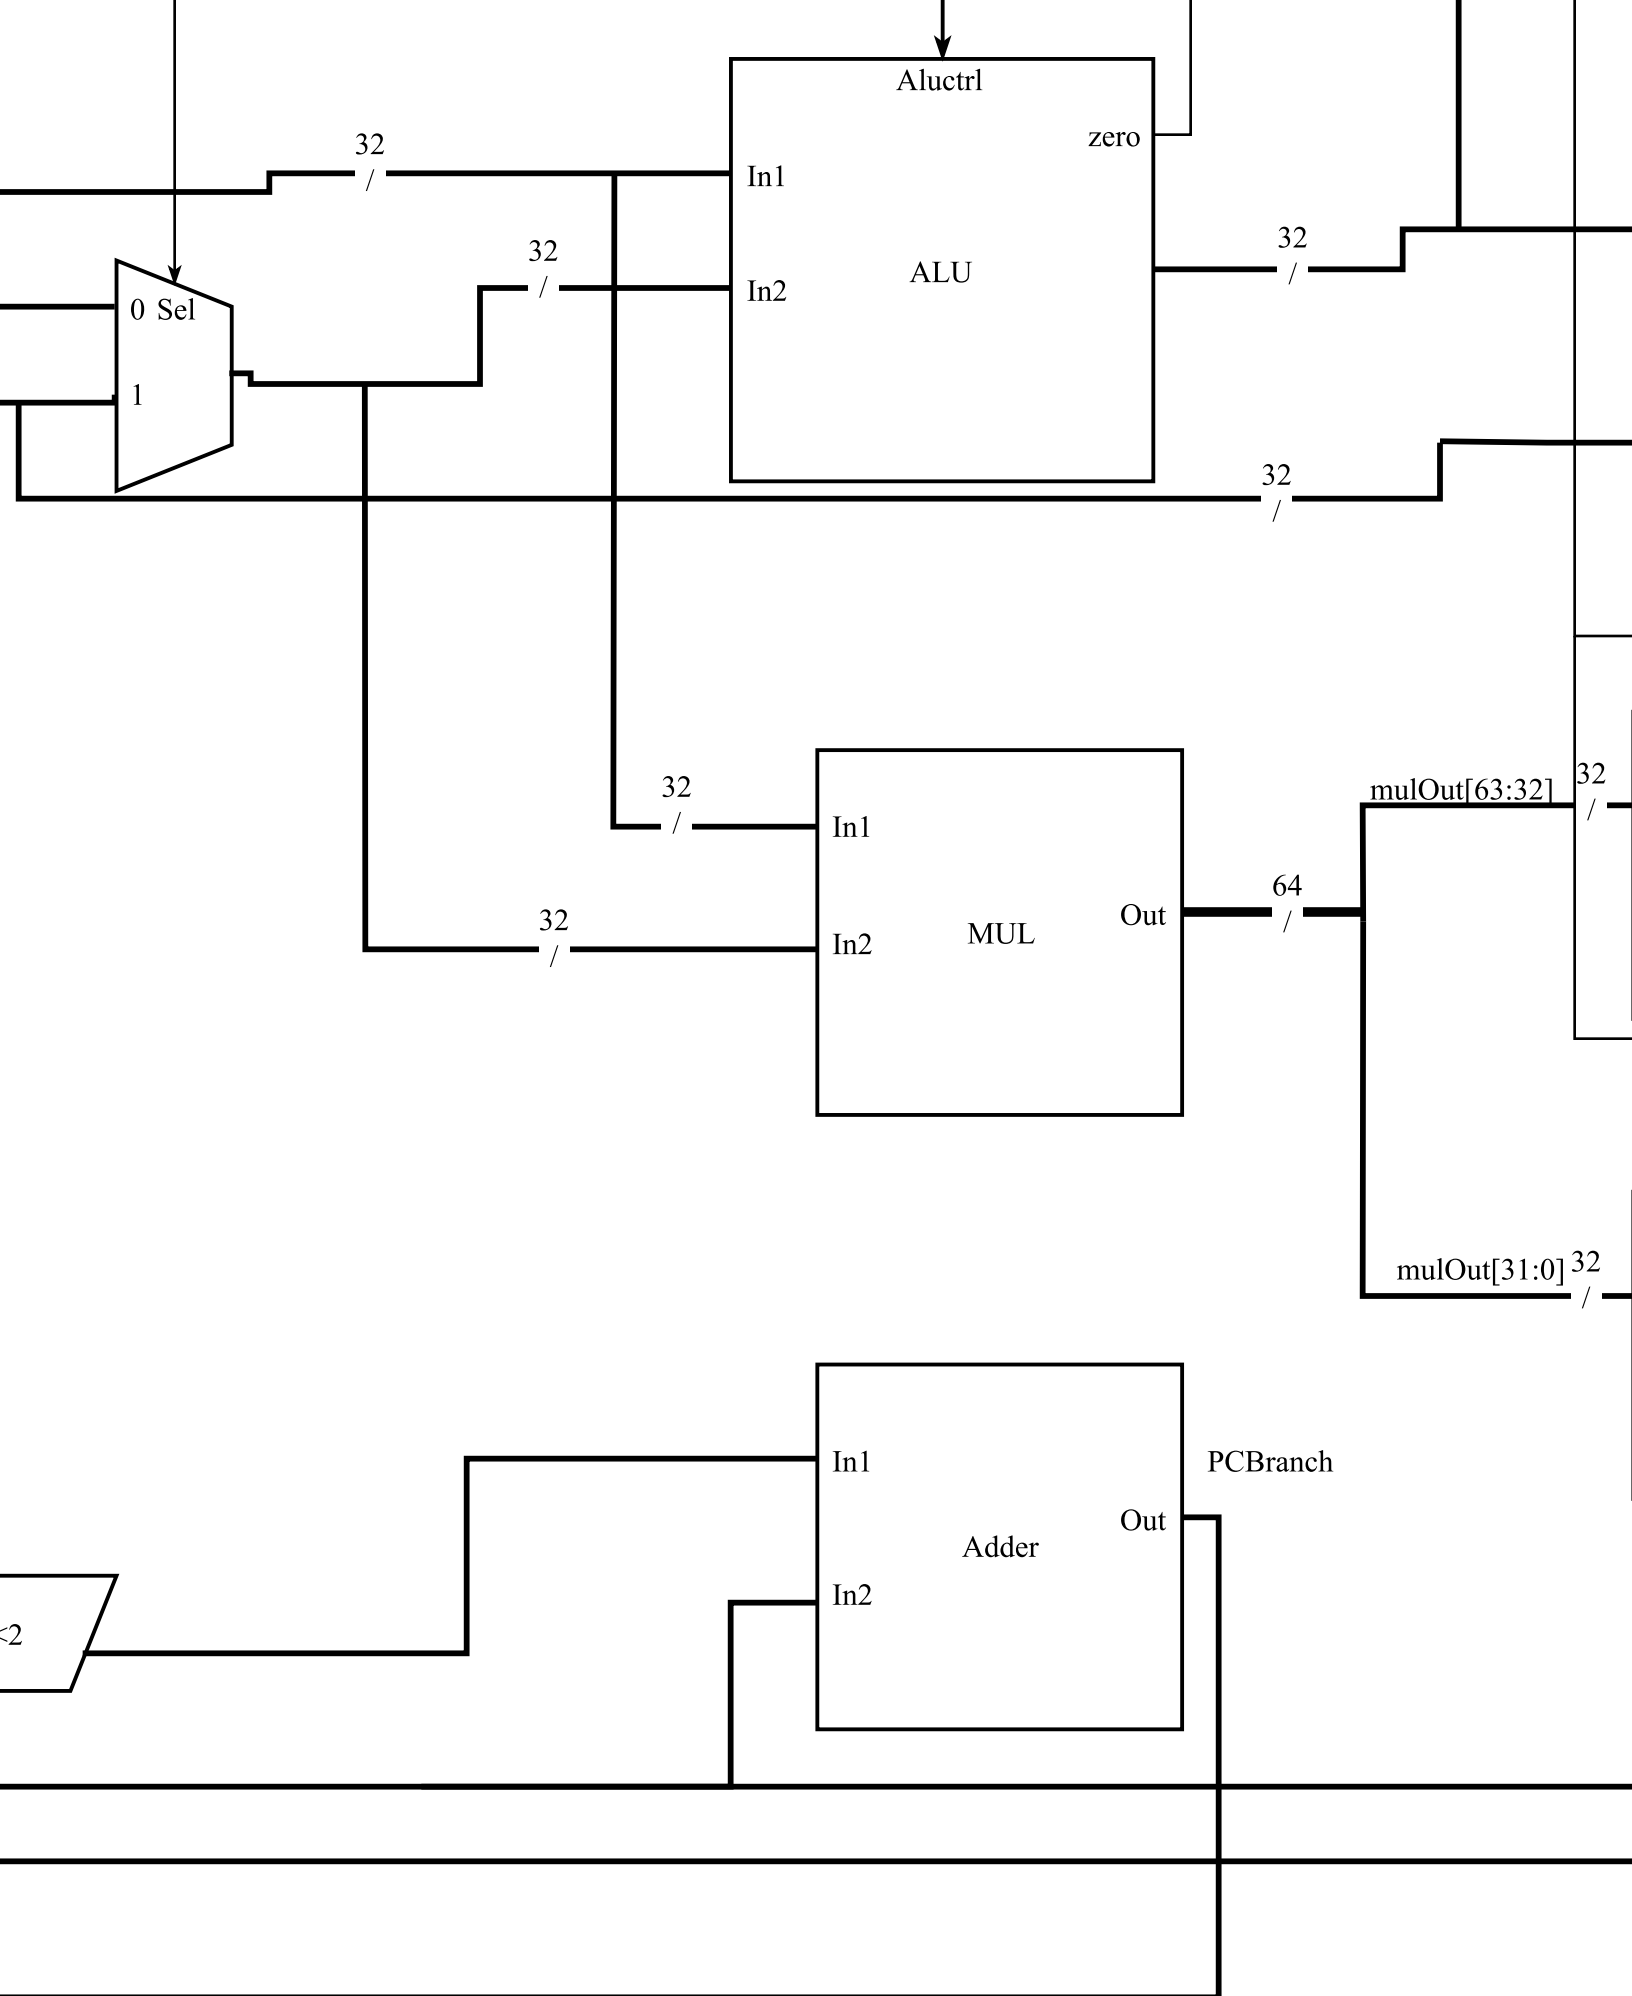 Aluctrl
zero
32
/
In1
32
/
In2
ALU
32
/
0 Sel
1
32
/
32
/
In1
mulOut[63:32]
32
/
32
/
In2
MUL
Out
64
/
mulOut[31:0]
32
/
In1
PCBranch
Out
Adder
In2
<2